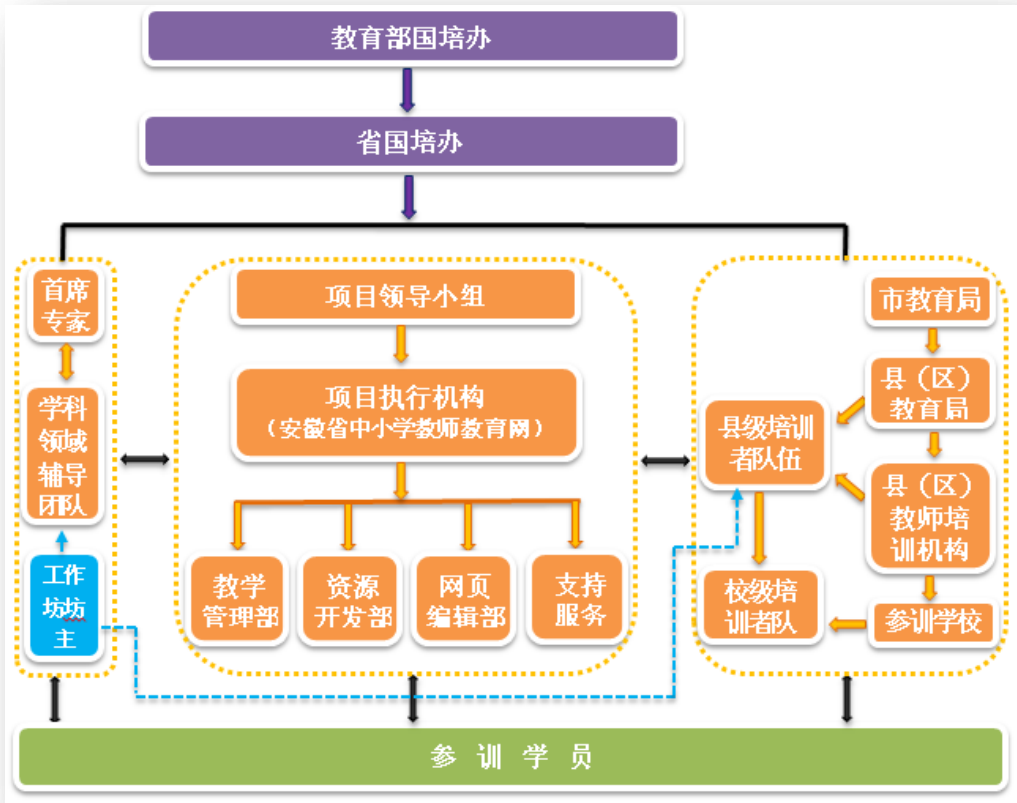 教育部国培办
省国培办
首席
专家
学科
领域
辅导
团队
工作
坊坊
主
项目领导小组
项目执行机构
（安徽省中小学教师教育网）
教学
管理部
资源
开发部
网页
编辑部
支持
服务
市教育局
县（区）
教育局
县级培训
者队伍
县（区）
教师培
训机构
校级培
训者队
参训学校
参 训 学 员